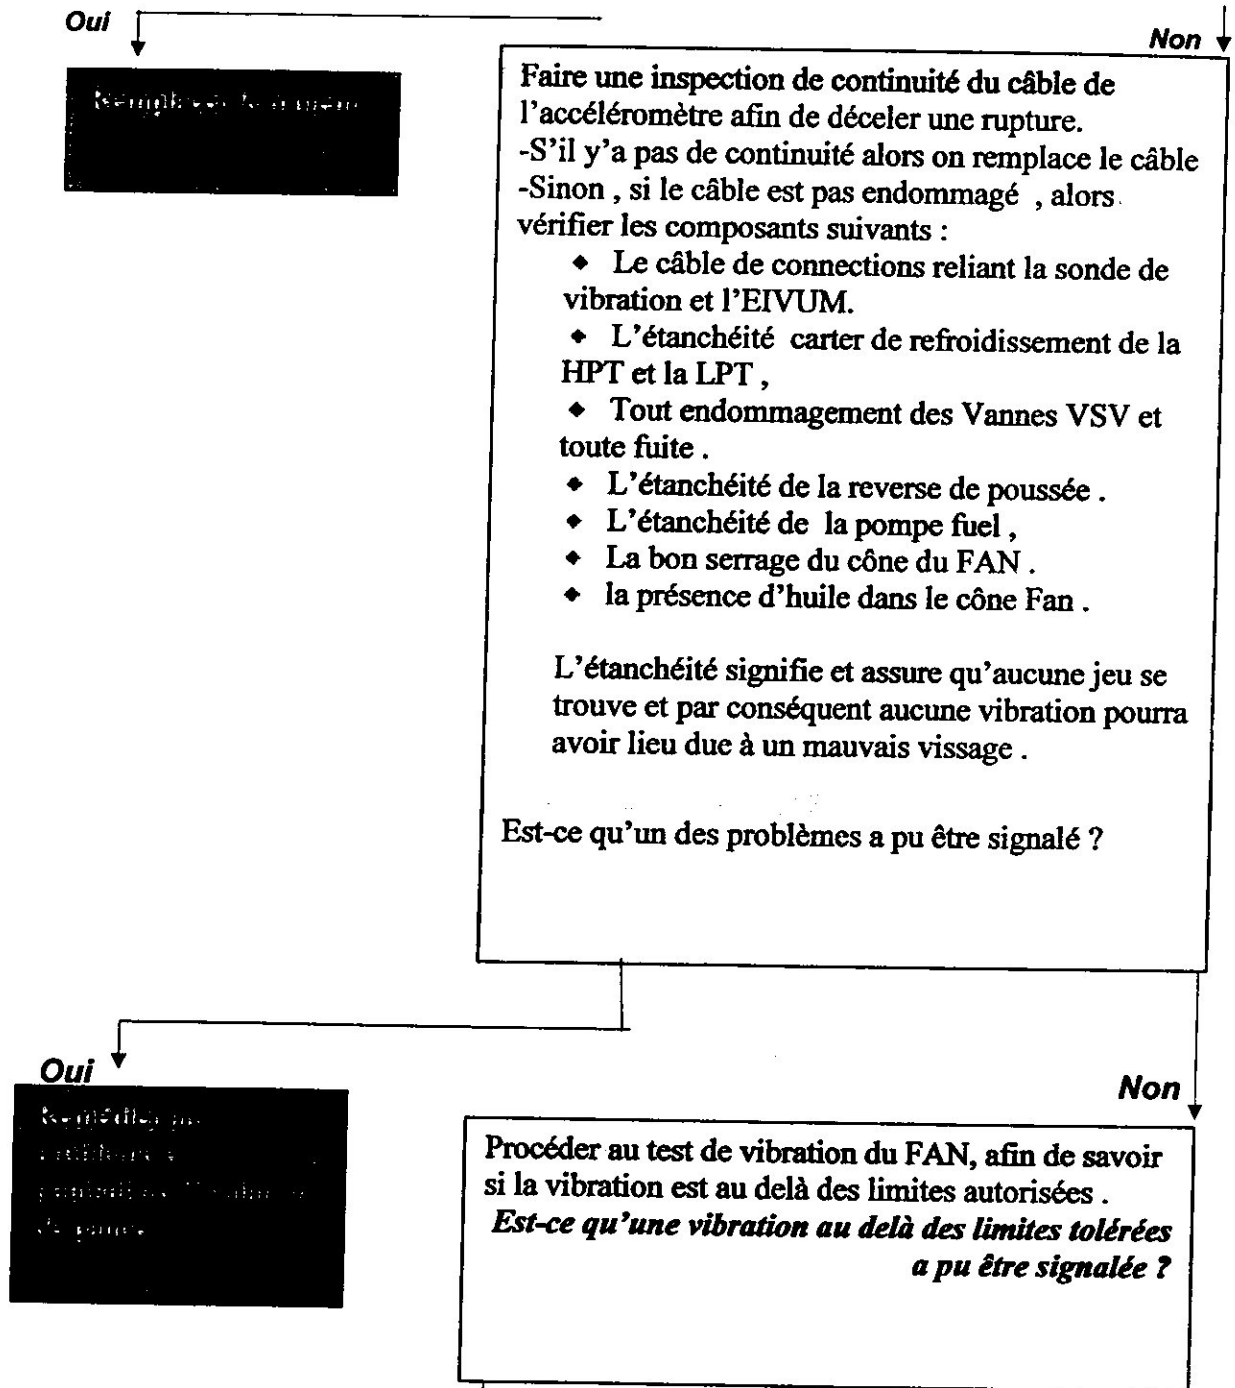 Oui
Non
Faire une inspection de continuité du câble de
l'accéléromètre afin de déceler une rupture.
-S'il y'a pas de continuité alors on remplace le câble
-Sinon , si le câble est pas endommagé , alors
vérifier les composants suivants :
◆ Le câble de connections reliant la sonde de
vibration et l'EIVUM.
◆ L'étanchéité carter de refroidissement de la
HPT et la LPT ,
◆ Tout endommagement des Vannes VSV et
toute fuite .
◆ L'étanchéité de la reverse de poussée .
◆ L'étanchéité de la pompe fuel ,
◆ La bon serrage du cône du FAN .
◆ la présence d'huile dans le cône Fan .
L'étanchéité signifie et assure qu'aucune jeu se
trouve et par conséquent aucune vibration pourra
avoir lieu due à un mauvais vissage .
Est-ce qu'un des problèmes a pu être signalé ?
Oui
Non
Procéder au test de vibration du FAN, afin de savoir
si la vibration est au delà des limites autorisées .
Est-ce qu'une vibration au delà des limites tolérées
a pu être signalée ?